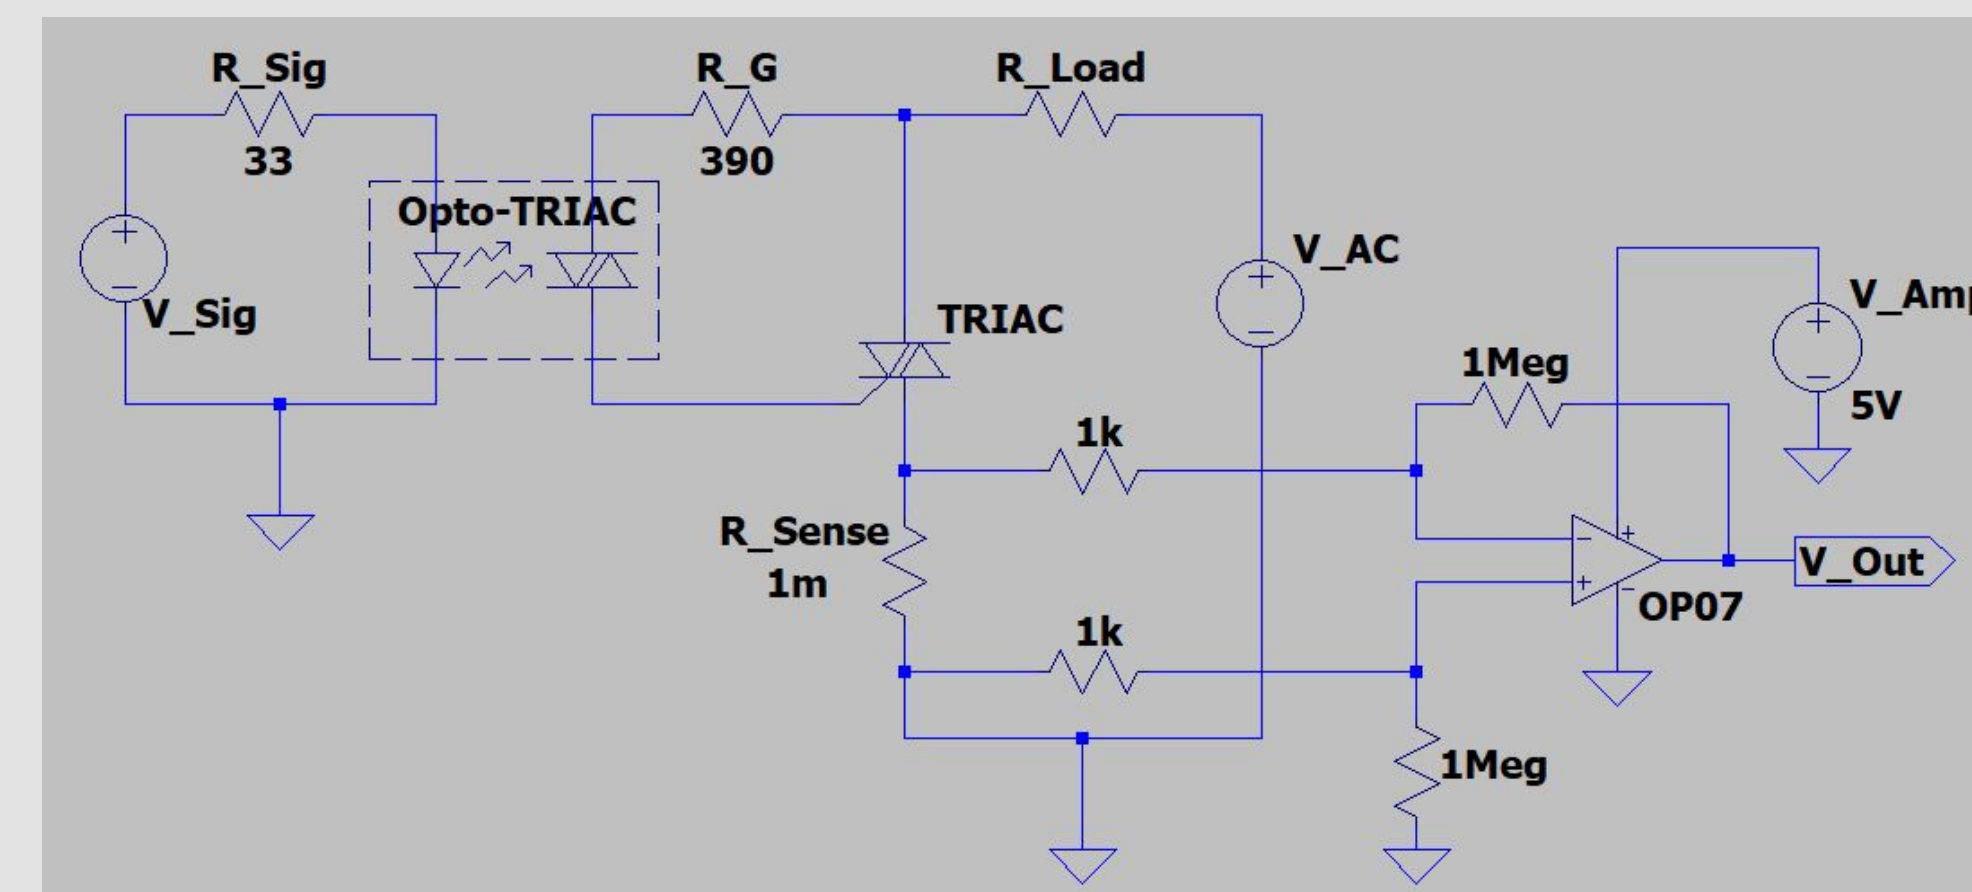 R_Sig
R_G
R_Load
33
390
Opto-TRIAC
V_AC
V_Sig
TRIAC
V_Amp
1Meg
5V
1k
R_Sense
1m
V_Out
OP07
1k
1Meg